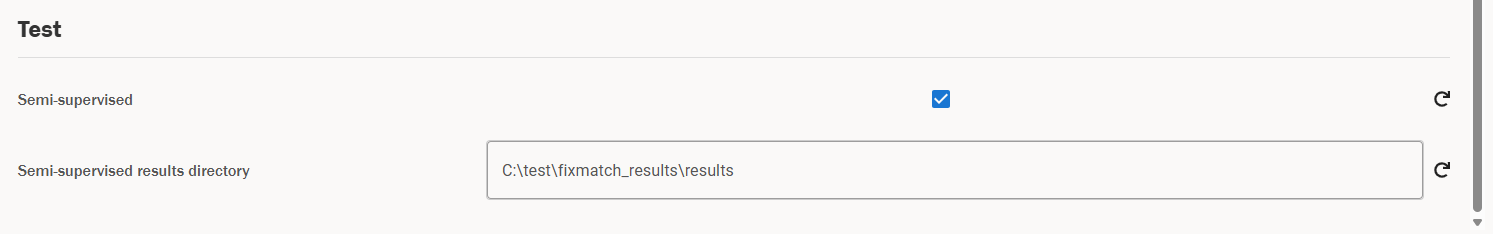 Test
Semi-supervised
Semi-supervised results directory
C:\test\fixmatch_results\results